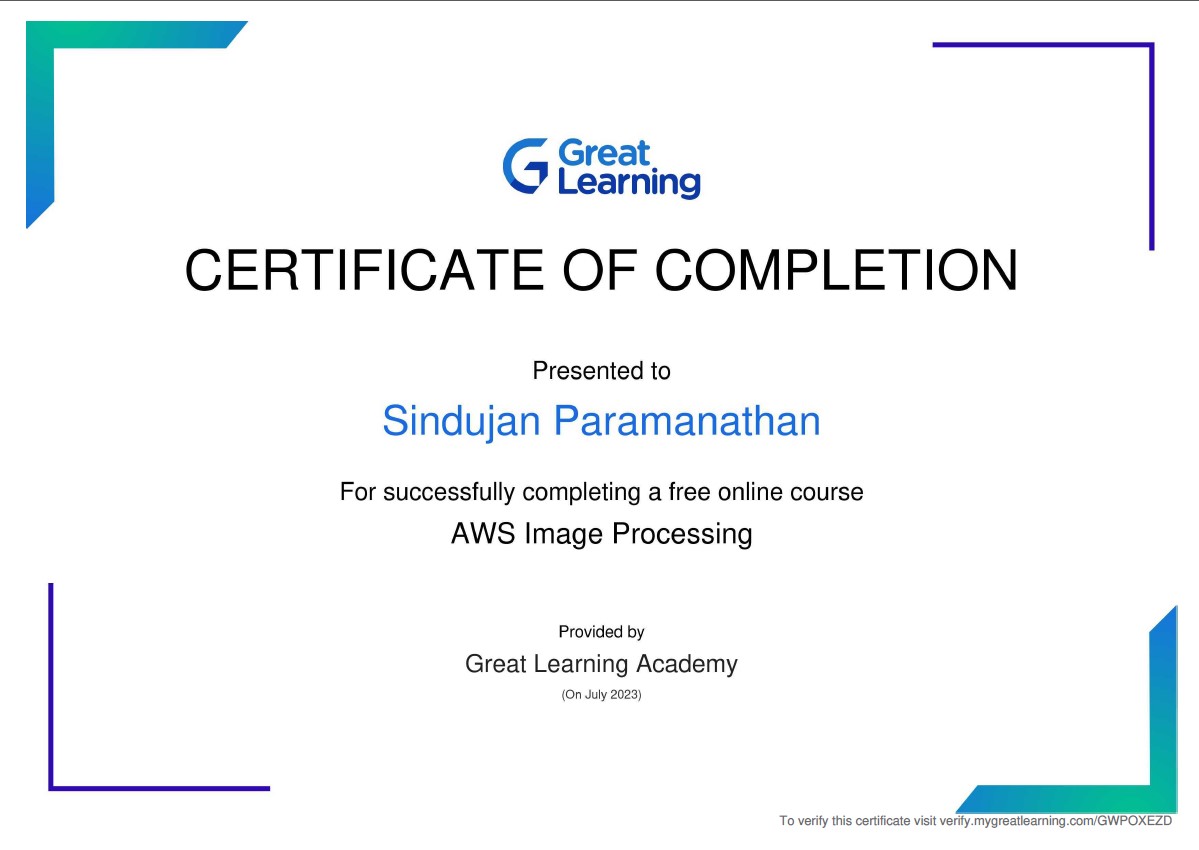 Great
Learning
CERTIFICATE OF COMPLETION
Presented to
Sindujan Paramanathan
For successfully completing a free online course
AWS Image Processing
Provided by
Great Learning Academy
(On July 2023)
To verify this certificate visit verify.mygreatlearning.com/GWPOXEZD